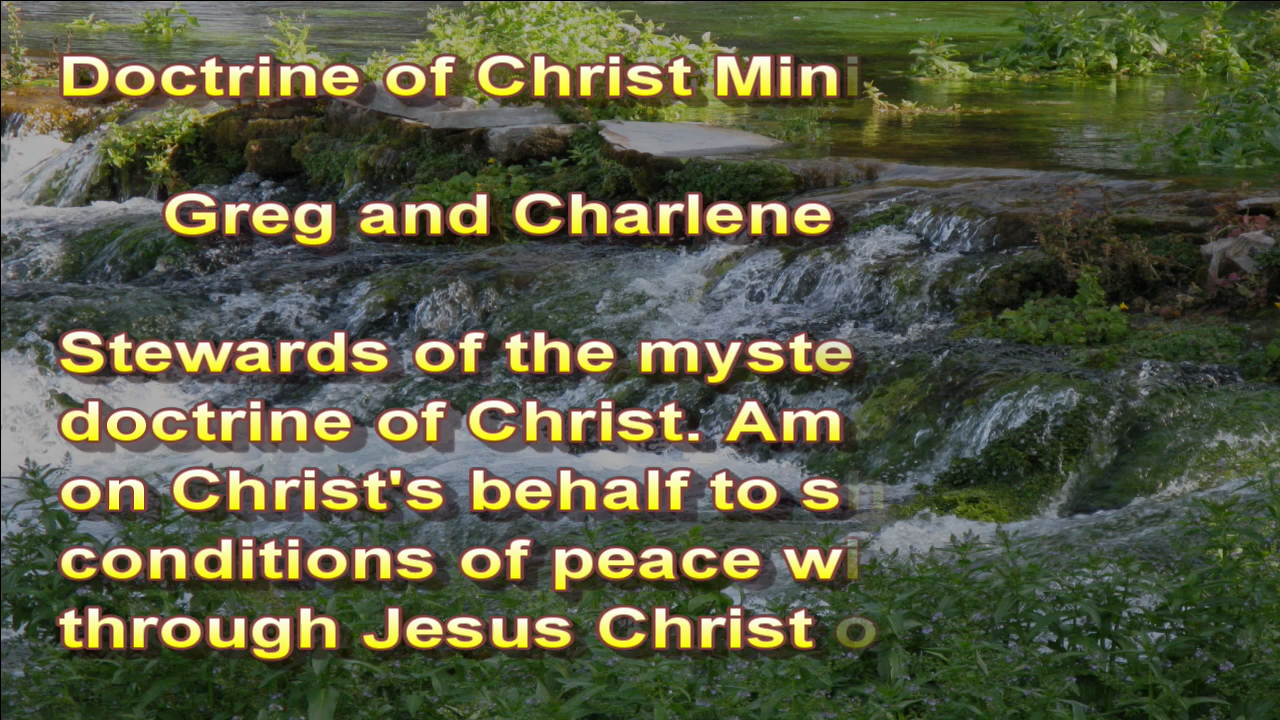 Doctrine of Christ Mini
Greg and Charlene
Stewards of the myste
doctrine of Christ. Am
on Christ's behalf to sh
conditions of peace wi
through Jesus Christ o